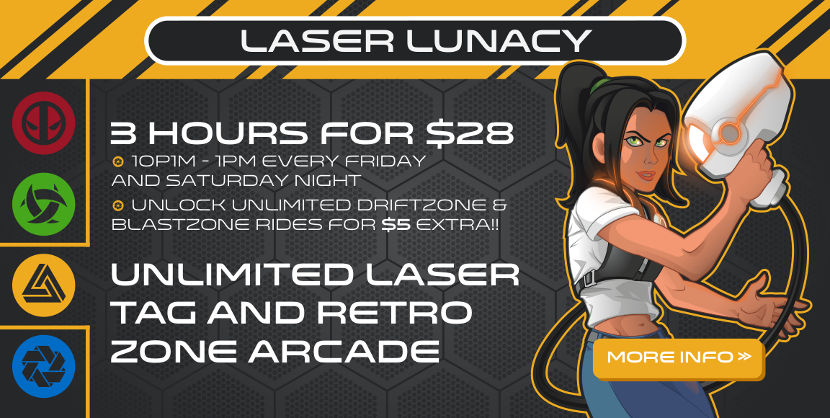 LASER LUNACY
3 HOURS FOR $28
10P1M - 1PM EVERY FRIDAY
AND SATURDAY NIGHT
UNLOCK UNLIMITED DRIFTZONE &
BLASTZONE RIDES FOR $5 EXTRA!!
UNLIMITED LASER
TAG AND RETRO
ZONE ARCADE
MORE INFO »